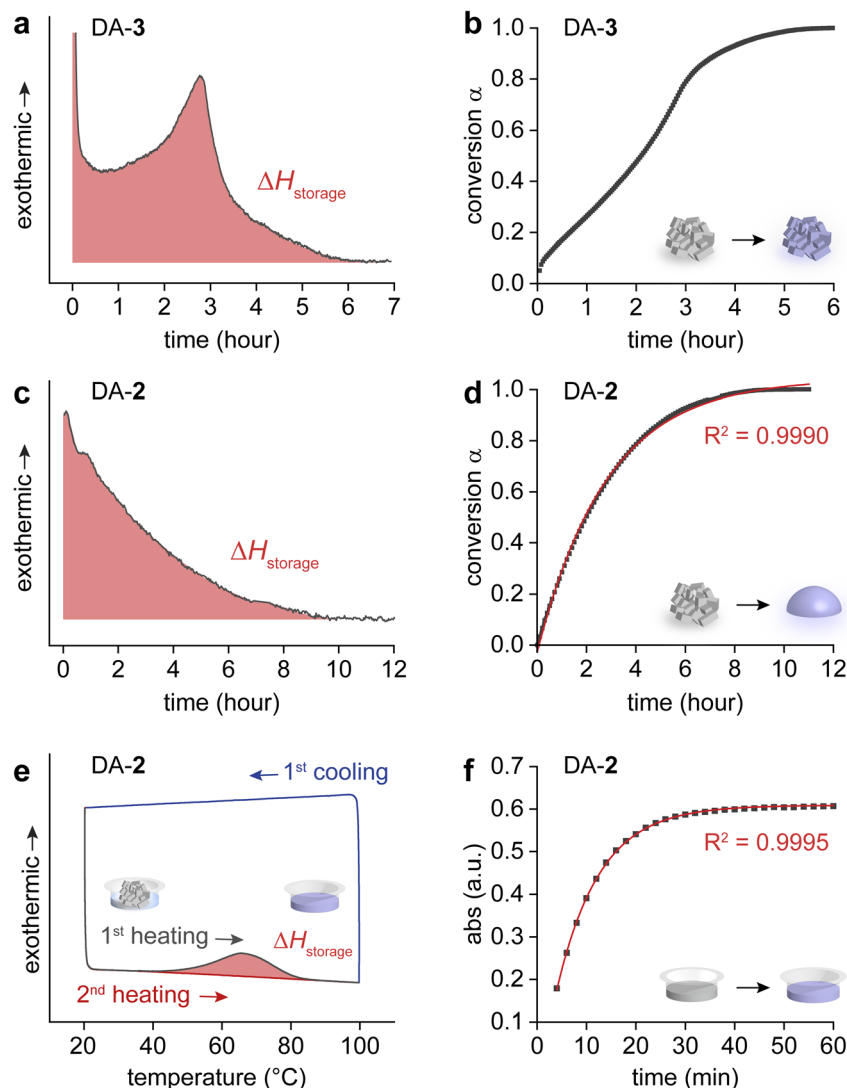 a DA-3
exothermic →
ΔHstorage
0 1 2 3 4 5 6 7
time (hour)
b DA-3
conversion α
1.0
0.8
0.6
0.4
0.2
0.0
0 1 2 3 4 5 6
time (hour)
c DA-2
exothermic →
ΔHstorage
0 2 4 6 8 10 12
time (hour)
d DA-2
conversion α
1.0
0.8
0.6
0.4
0.2
0.0
R² = 0.9990
0 2 4 6 8 10 12
time (hour)
e DA-2
exothermic →
← 1st cooling
1st heating →
ΔHstorage
2nd heating →
20 40 60 80 100
temperature (°C)
f DA-2
abs (a.u.)
0.7
0.6
0.5
0.4
0.3
0.2
0.1
R² = 0.9995
0 10 20 30 40 50 60
time (min)